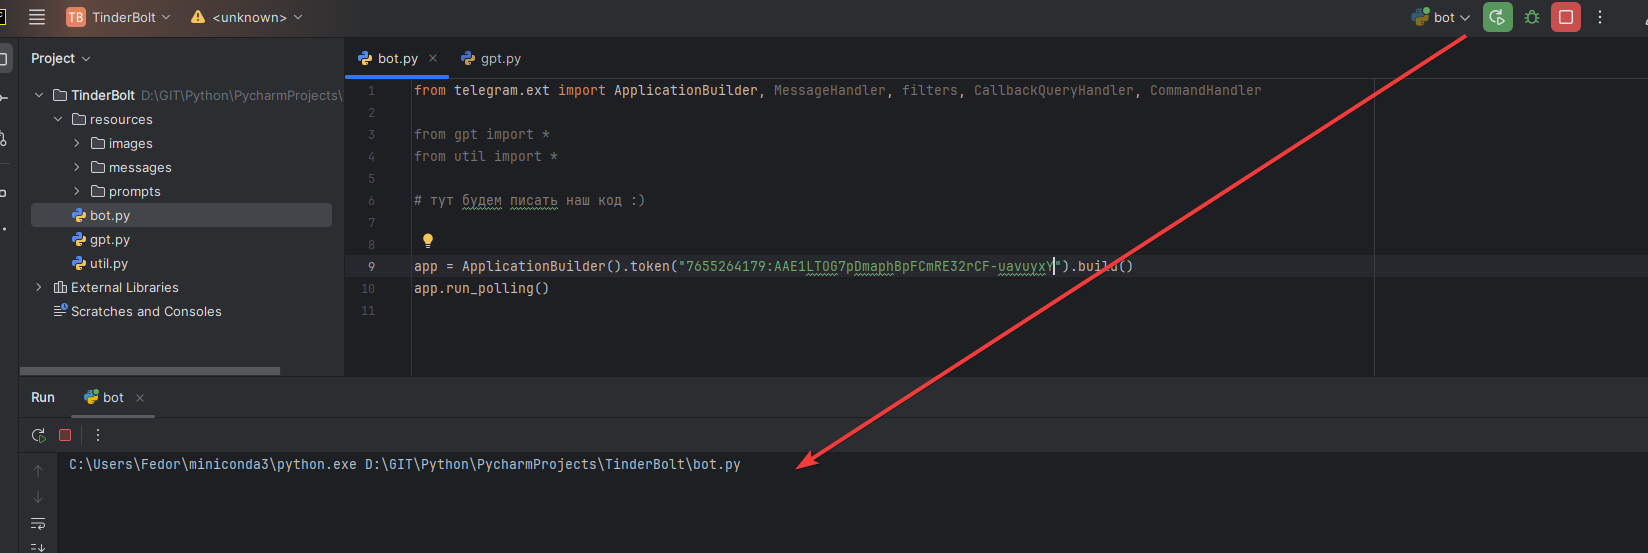 TB TinderBolt <unknown> bot
Project
bot.py gpt.py
TinderBolt D:\GIT\Python\PycharmProjects\
resources
images
messages
prompts
bot.py
gpt.py
util.py
External Libraries
Scratches and Consoles
1 from telegram.ext import ApplicationBuilder, MessageHandler, filters, CallbackQueryHandler, CommandHandler
2
3 from gpt import *
4 from util import *
5
6 # тут будем писать наш код :)
7
8
9 app = ApplicationBuilder().token("7655264179:AAE1LTOG7pDmaphBpFCmRE32rCF-uavuyxY").build()
10 app.run_polling()
11
Run bot
C:\Users\Fedor\miniconda3\python.exe D:\GIT\Python\PycharmProjects\TinderBolt\bot.py